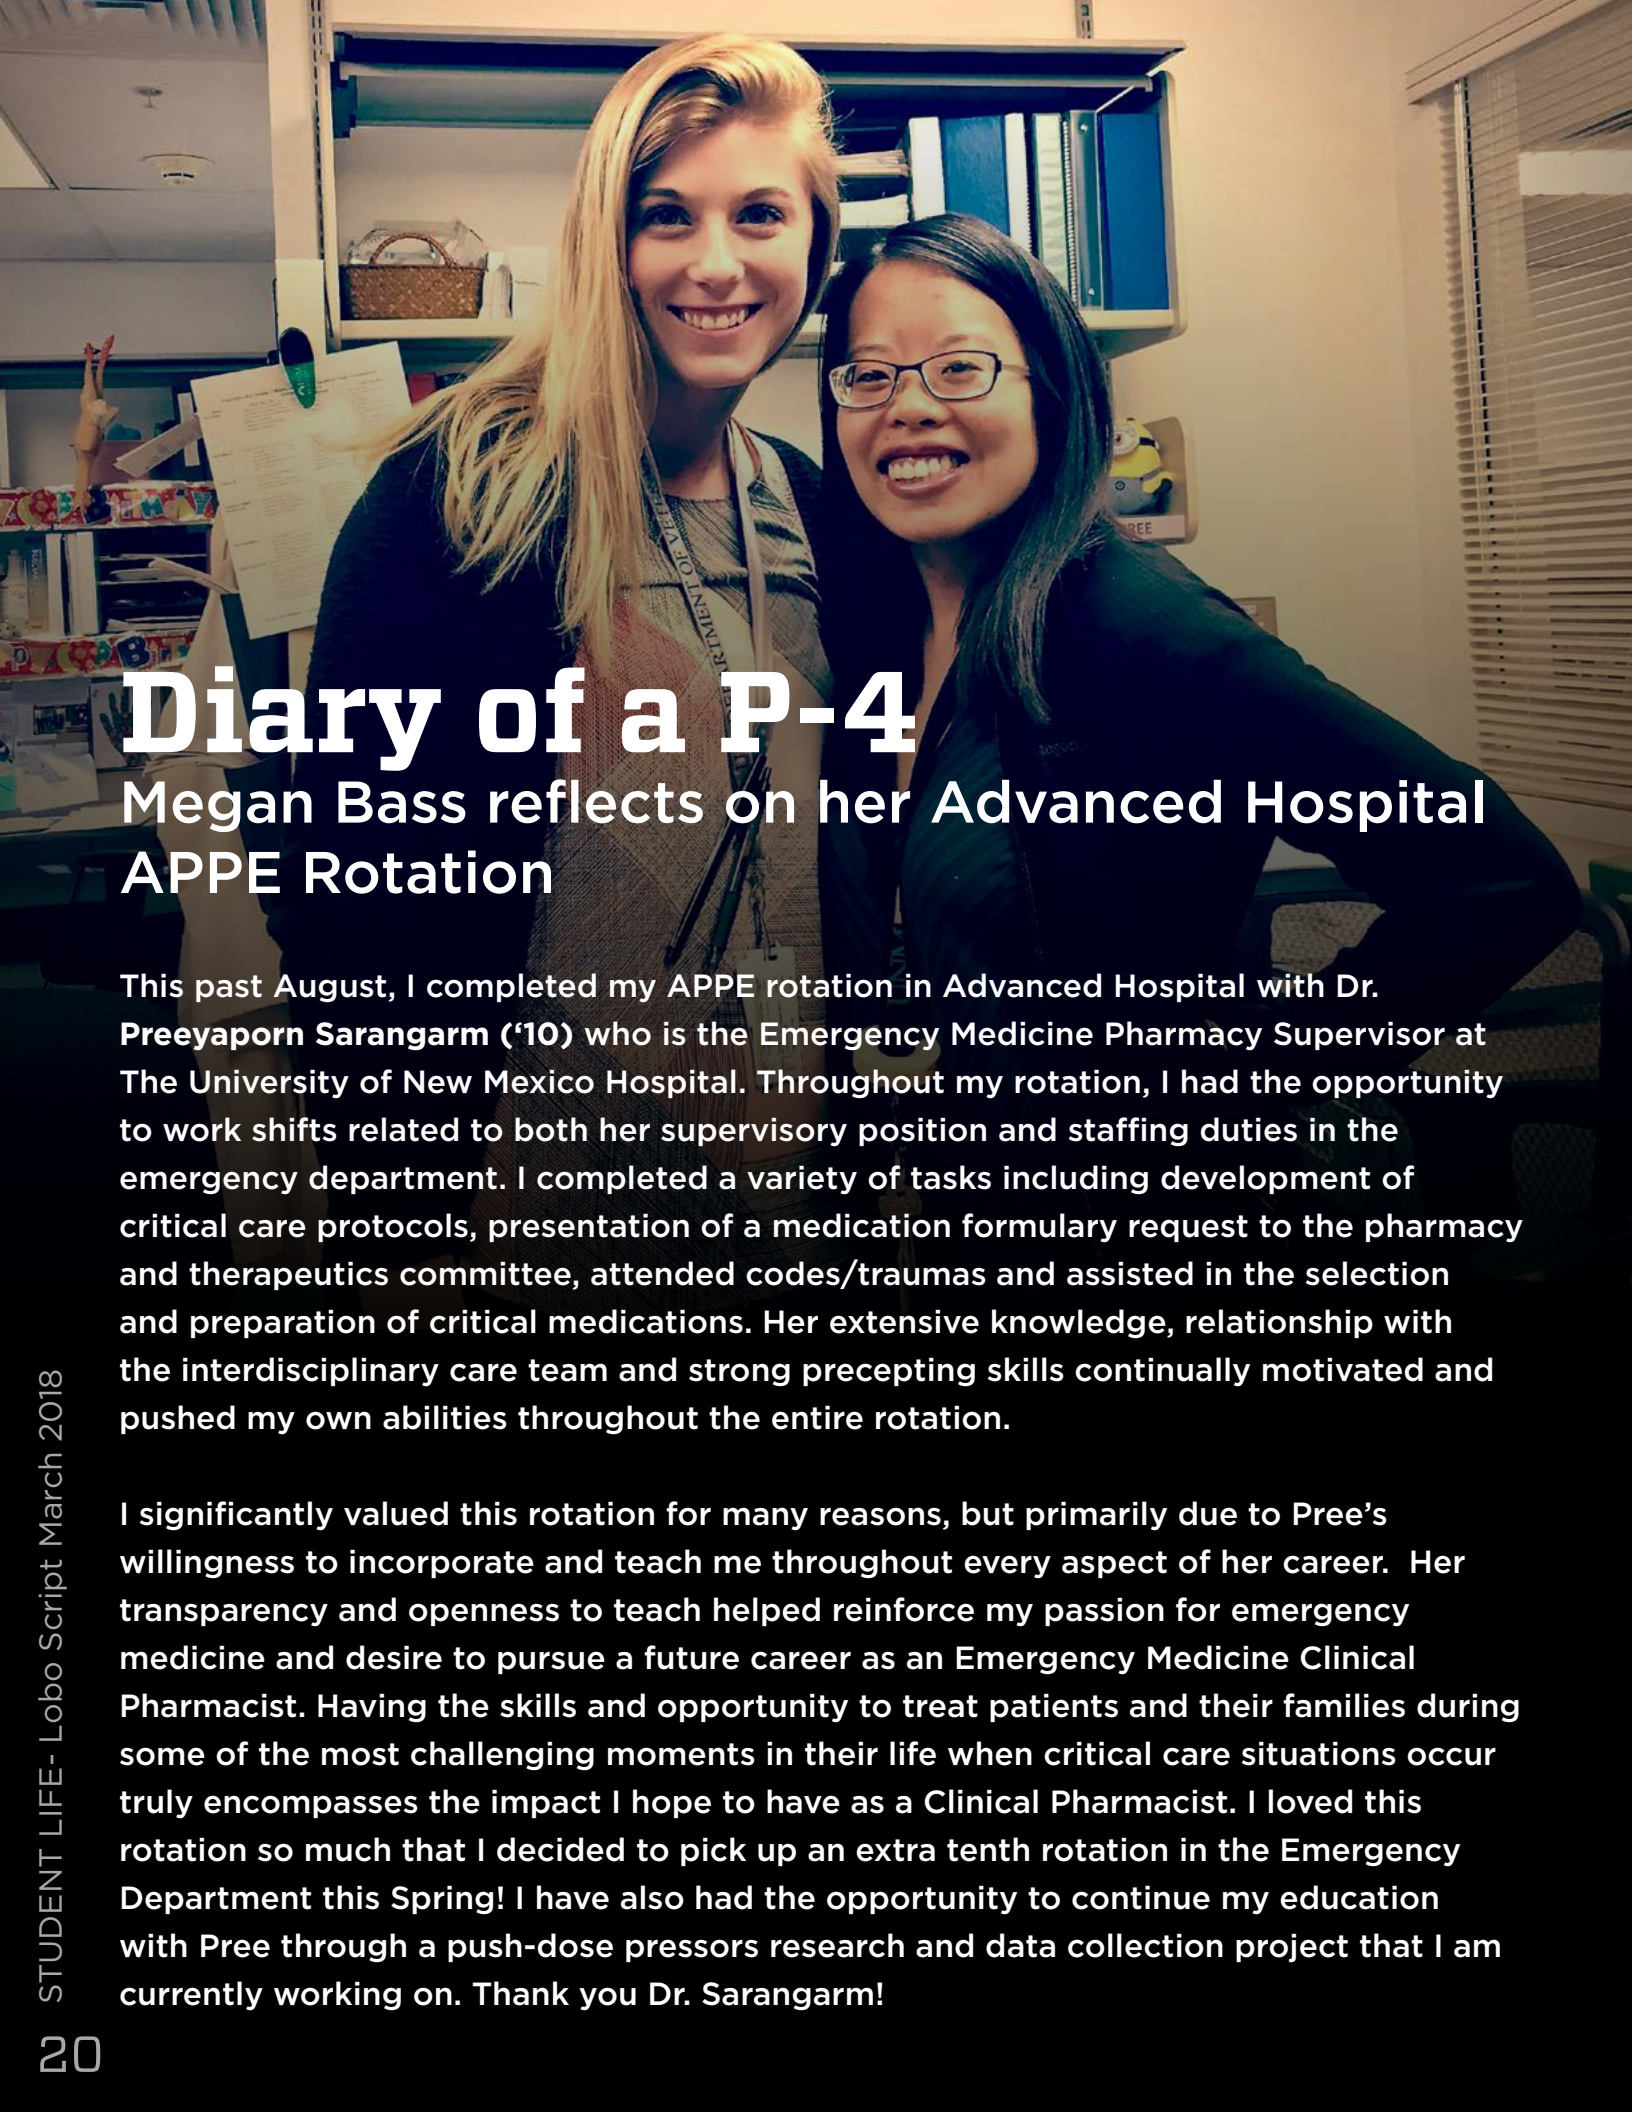 Diary of a P-4
Megan Bass reflects on her Advanced Hospital
APPE Rotation
This past August, I completed my APPE rotation in Advanced Hospital with Dr.
Preeyaporn Sarangarm (‘10) who is the Emergency Medicine Pharmacy Supervisor at
The University of New Mexico Hospital. Throughout my rotation, I had the opportunity
to work shifts related to both her supervisory position and staffing duties in the
emergency department. I completed a variety of tasks including development of
critical care protocols, presentation of a medication formulary request to the pharmacy
and therapeutics committee, attended codes/traumas and assisted in the selection
and preparation of critical medications. Her extensive knowledge, relationship with
the interdisciplinary care team and strong precepting skills continually motivated and
pushed my own abilities throughout the entire rotation.
I significantly valued this rotation for many reasons, but primarily due to Pree’s
willingness to incorporate and teach me throughout every aspect of her career.  Her
transparency and openness to teach helped reinforce my passion for emergency
medicine and desire to pursue a future career as an Emergency Medicine Clinical
Pharmacist. Having the skills and opportunity to treat patients and their families during
some of the most challenging moments in their life when critical care situations occur
truly encompasses the impact I hope to have as a Clinical Pharmacist. I loved this
rotation so much that I decided to pick up an extra tenth rotation in the Emergency
Department this Spring! I have also had the opportunity to continue my education
with Pree through a push-dose pressors research and data collection project that I am
currently working on. Thank you Dr. Sarangarm!
STUDENT LIFE- Lobo Script March 2018
20